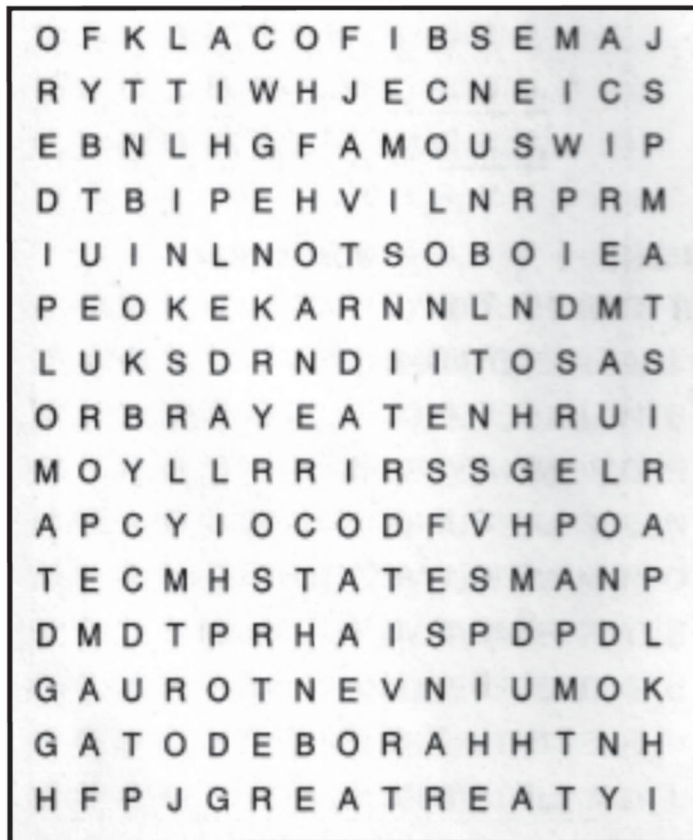 O F K L A C O F I B S E M A J
R Y T T I W H J E C N E I C S
E B N L H G F A M O U S W I P
D T B I P E H V I L N R P R M
I U I N L N O T S O B O I E A
P E O K E K A R N N L N D M T
L U K S D R N D I I T O S A S
O R B R A Y E A T E N H R U I
M O Y L L R R I R S S G E L R
A P C Y I O C O D F V H P O A
T E C M H S T A T E S M A N P
D M D T P R H A I S P D P D L
G A U R O T N E V N I U M O K
G A T O D E B O R A H H T N H
H F P J G R E A T R E A T Y I